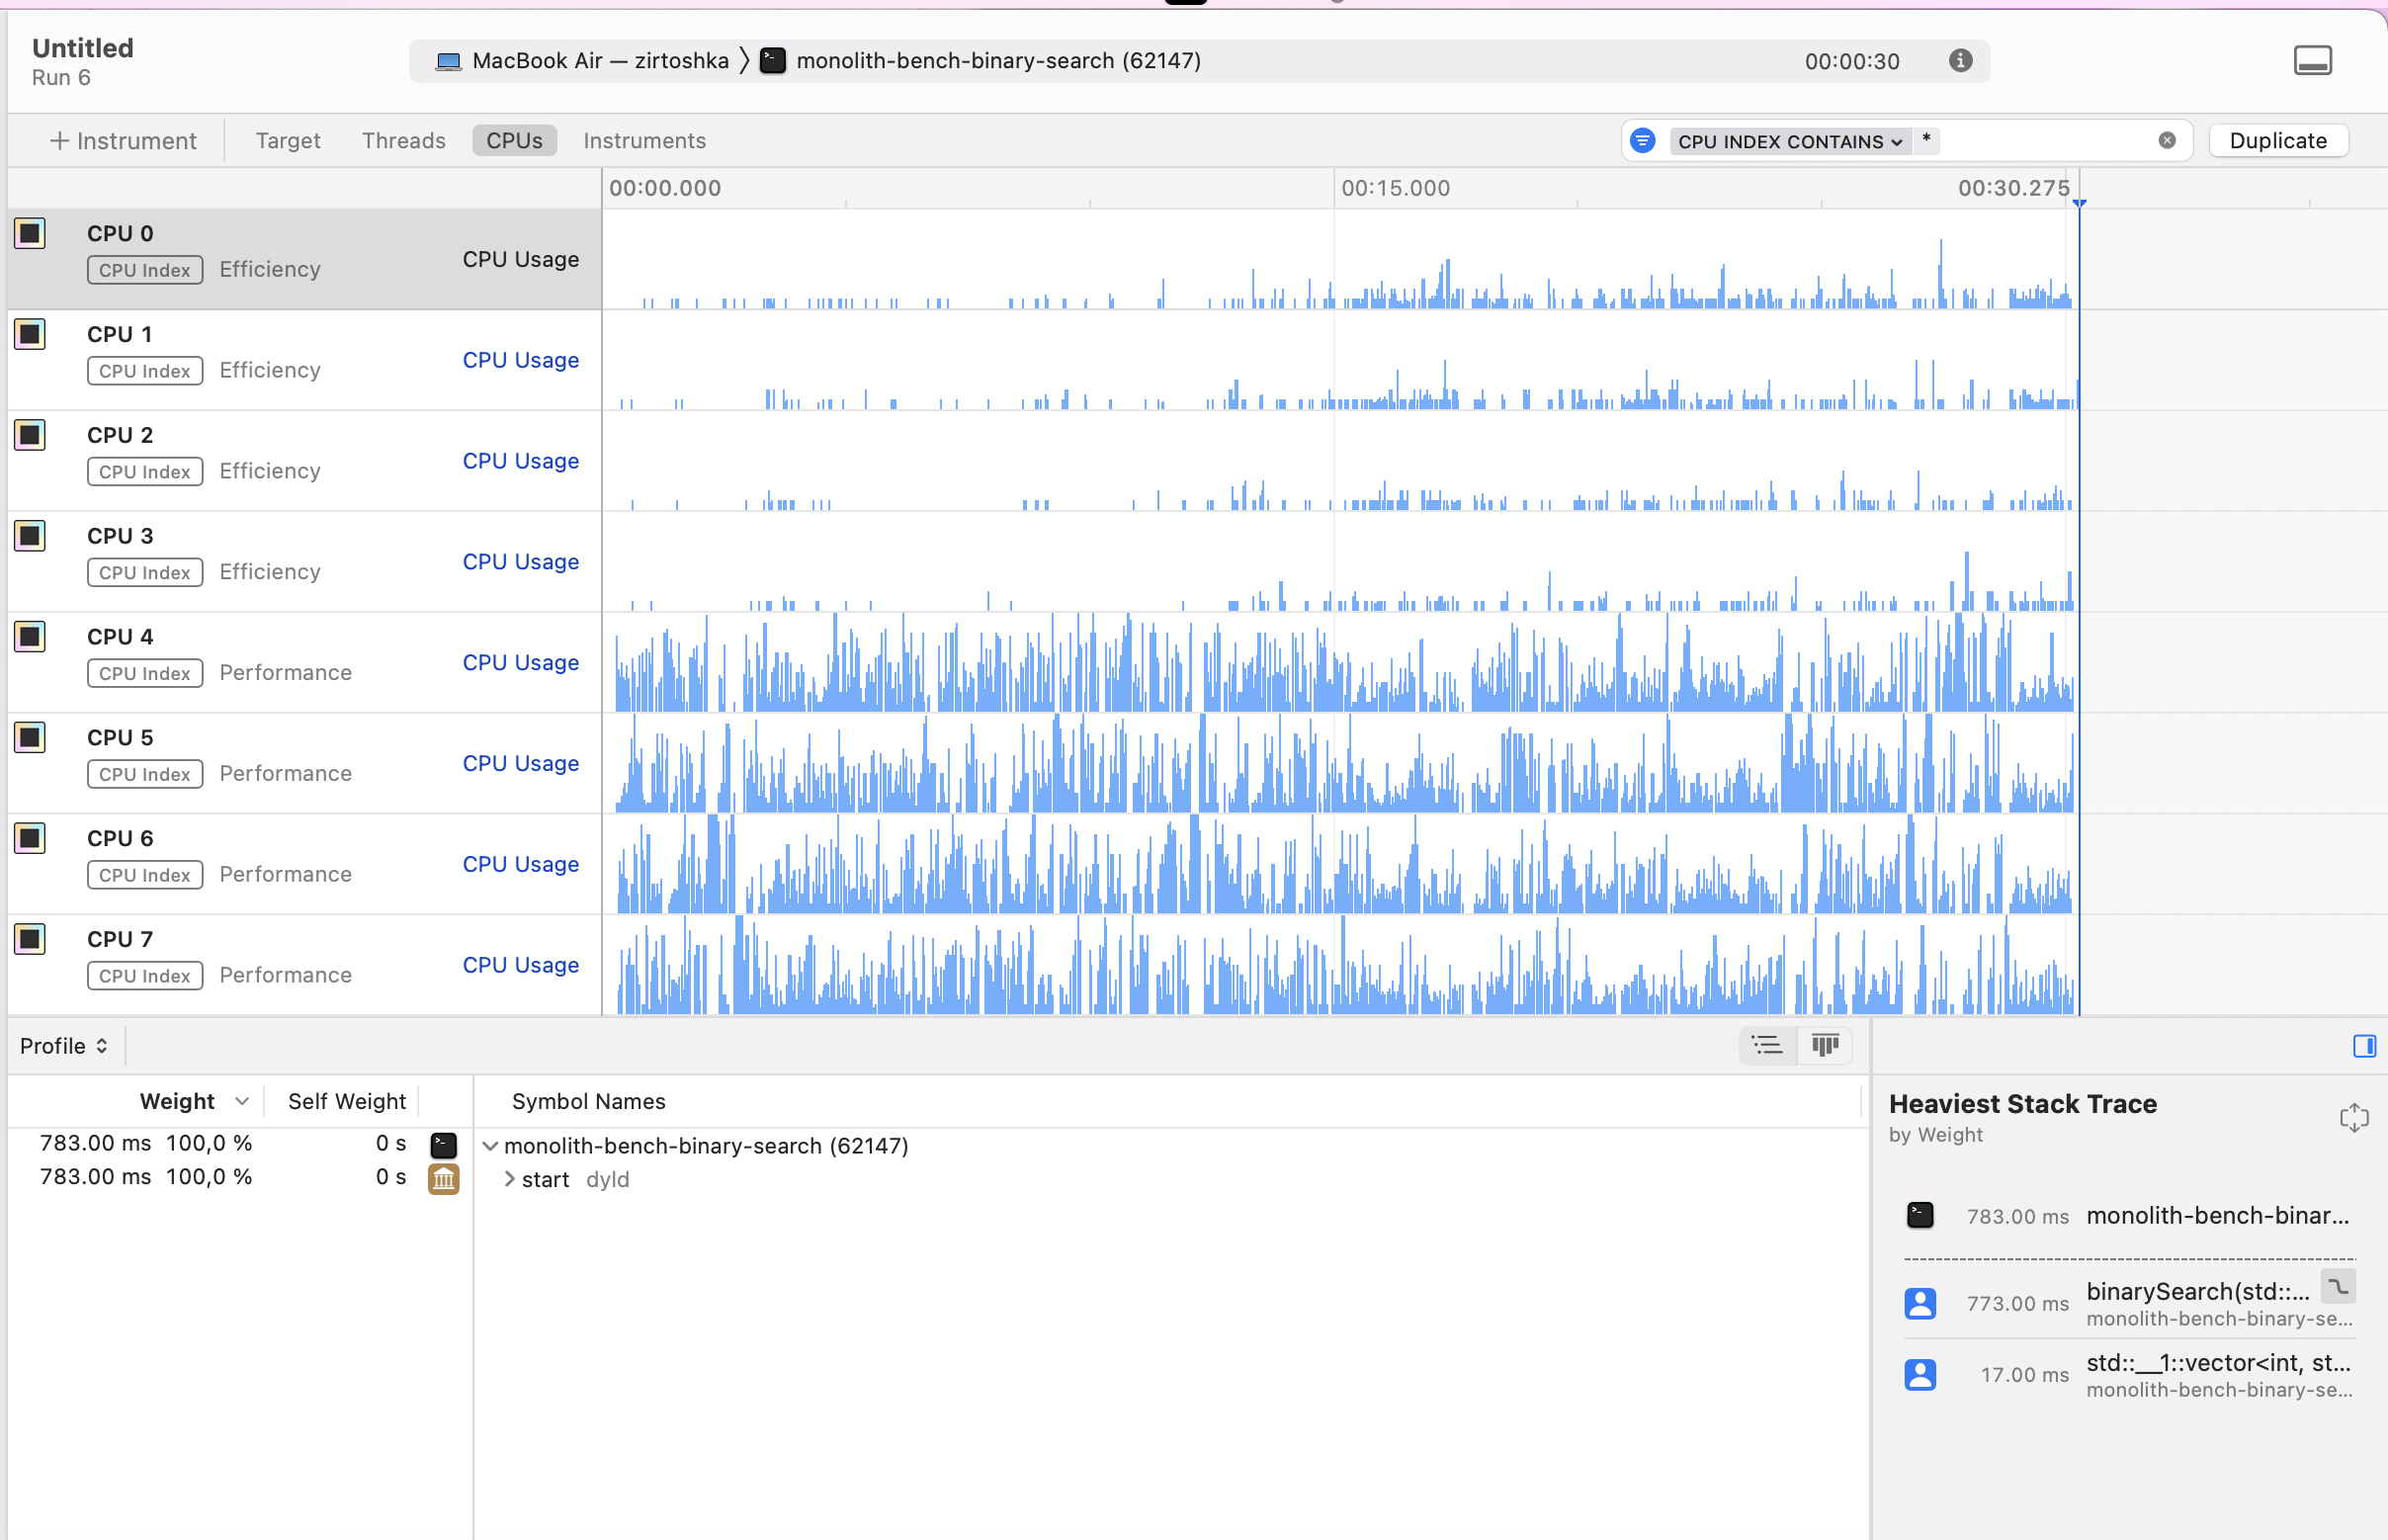 Untitled
Run 6
MacBook Air — zirtoshka 〉 monolith-bench-binary-search (62147)
00:00:30
+ Instrument
Target
Threads
CPUs
Instruments
CPU INDEX CONTAINS
*
Duplicate
00:00.000
00:15.000
00:30.275
CPU 0
CPU Index Efficiency
CPU Usage
CPU 1
CPU Index Efficiency
CPU Usage
CPU 2
CPU Index Efficiency
CPU Usage
CPU 3
CPU Index Efficiency
CPU Usage
CPU 4
CPU Index Performance
CPU Usage
CPU 5
CPU Index Performance
CPU Usage
CPU 6
CPU Index Performance
CPU Usage
CPU 7
CPU Index Performance
CPU Usage
Profile
Weight Self Weight Symbol Names
783.00 ms 100,0 % 0 s monolith-bench-binary-search (62147)
783.00 ms 100,0 % 0 s start dyld
Heaviest Stack Trace
by Weight
783.00 ms monolith-bench-binar...
773.00 ms binarySearch(std::...
monolith-bench-binary-se...
17.00 ms std::__1::vector<int, st...
monolith-bench-binary-se...